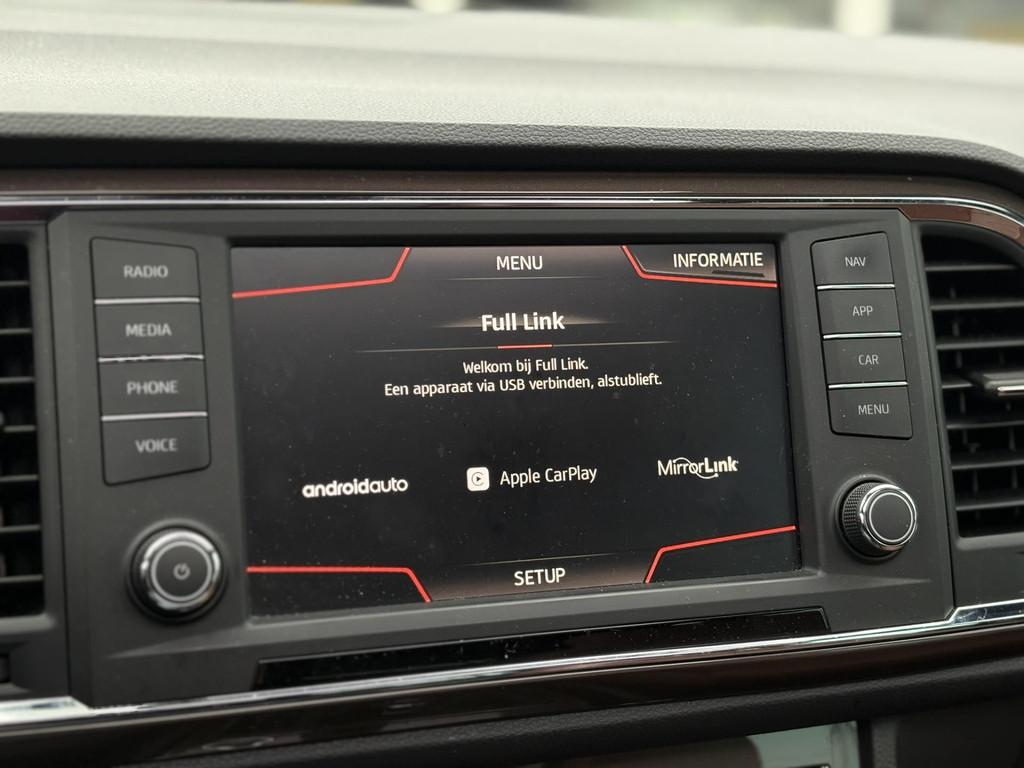 RADIO
MEDIA
PHONE
VOICE
MENU
INFORMATIE
Full Link
Welkom bij Full Link.
Een apparaat via USB verbinden, alstublieft.
androidauto
Apple CarPlay
MirrorLink
SETUP
NAV
APP
CAR
MENU